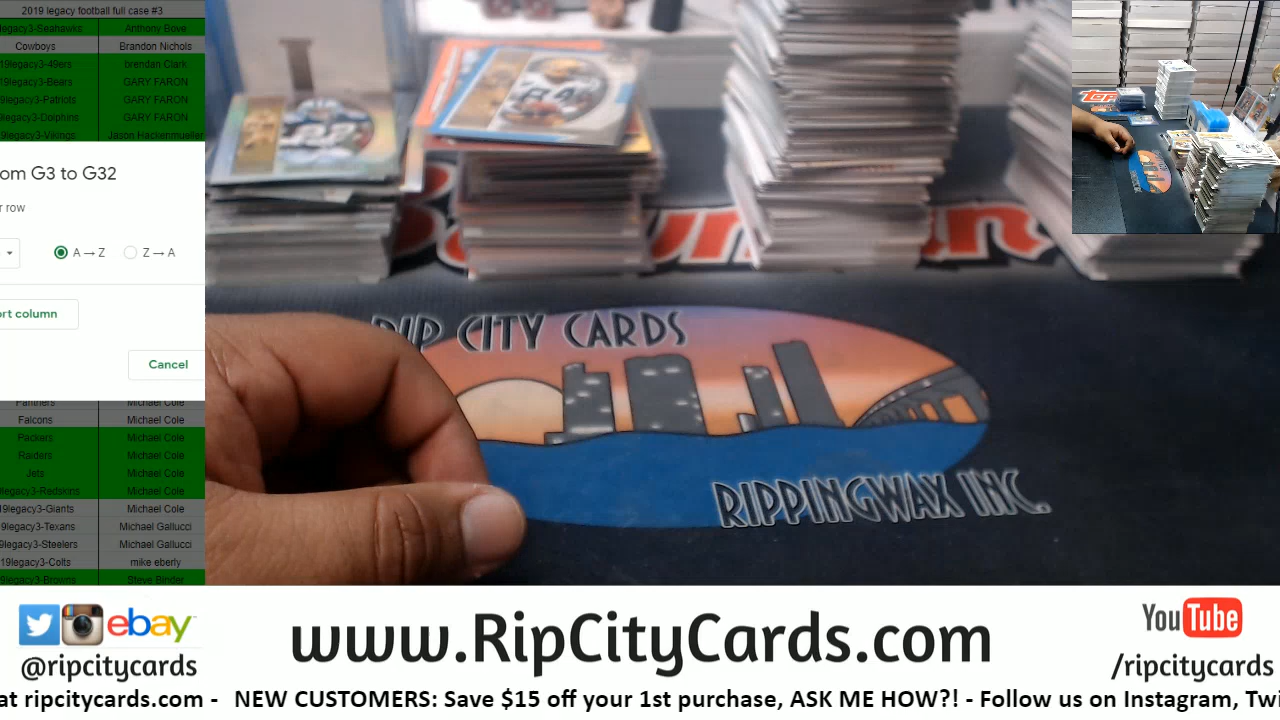 2019 legacy football full case #3
legacy3-Seahawks Anthony Bove
Cowboys Brandon Nichols
19legacy3-49ers brendan Clark
19legacy3-Bears GARY FARON
9legacy3-Patriots GARY FARON
9legacy3-Dolphins GARY FARON
19legacy3-Vikings Jason Hackenmueller
om G3 to G32
r row
A → Z Z → A
ort column
Cancel
Panthers Michael Cole
Falcons Michael Cole
Packers Michael Cole
Raiders Michael Cole
Jets Michael Cole
9legacy3-Redskins Michael Cole
19legacy3-Giants Michael Cole
9legacy3-Texans Michael Gallucci
9legacy3-Steelers Michael Gallucci
19legacy3-Colts mike eberly
9legacy3-Browns Steve Binder
84
RIP CITY CARDS
RIPPINGWAX INC.
ebay
@ripcitycards
www.RipCityCards.com
YouTube
/ripcitycards
at ripcitycards.com - NEW CUSTOMERS: Save $15 off your 1st purchase, ASK ME HOW?! - Follow us on Instagram, Twi